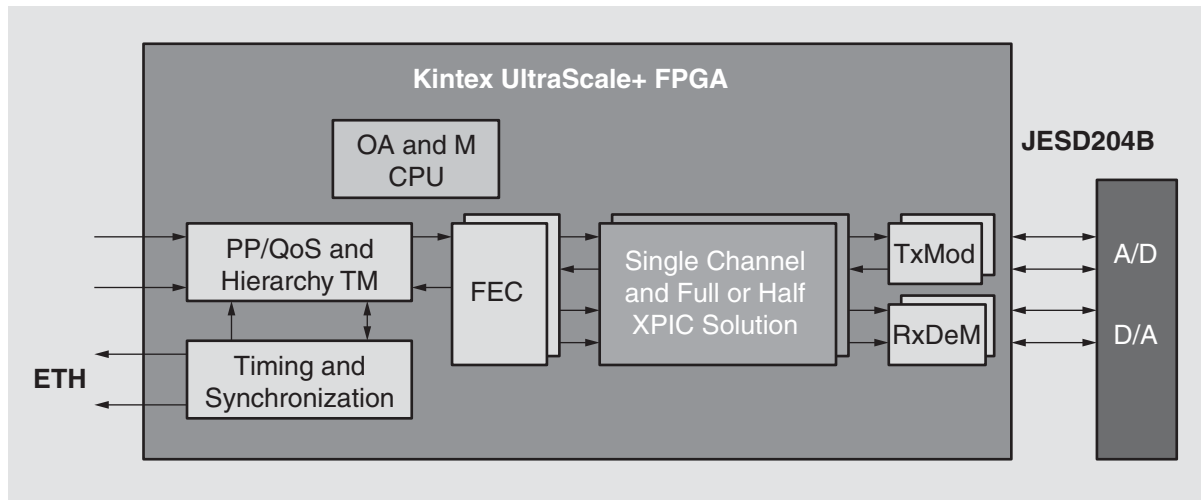 Kintex UltraScale+ FPGA
OA and M
CPU
JESD204B
PP/QoS and
Hierarchy TM
FEC
Single Channel
and Full or Half
XPIC Solution
TxMod
RxDeM
A/D
D/A
Timing and
Synchronization
ETH